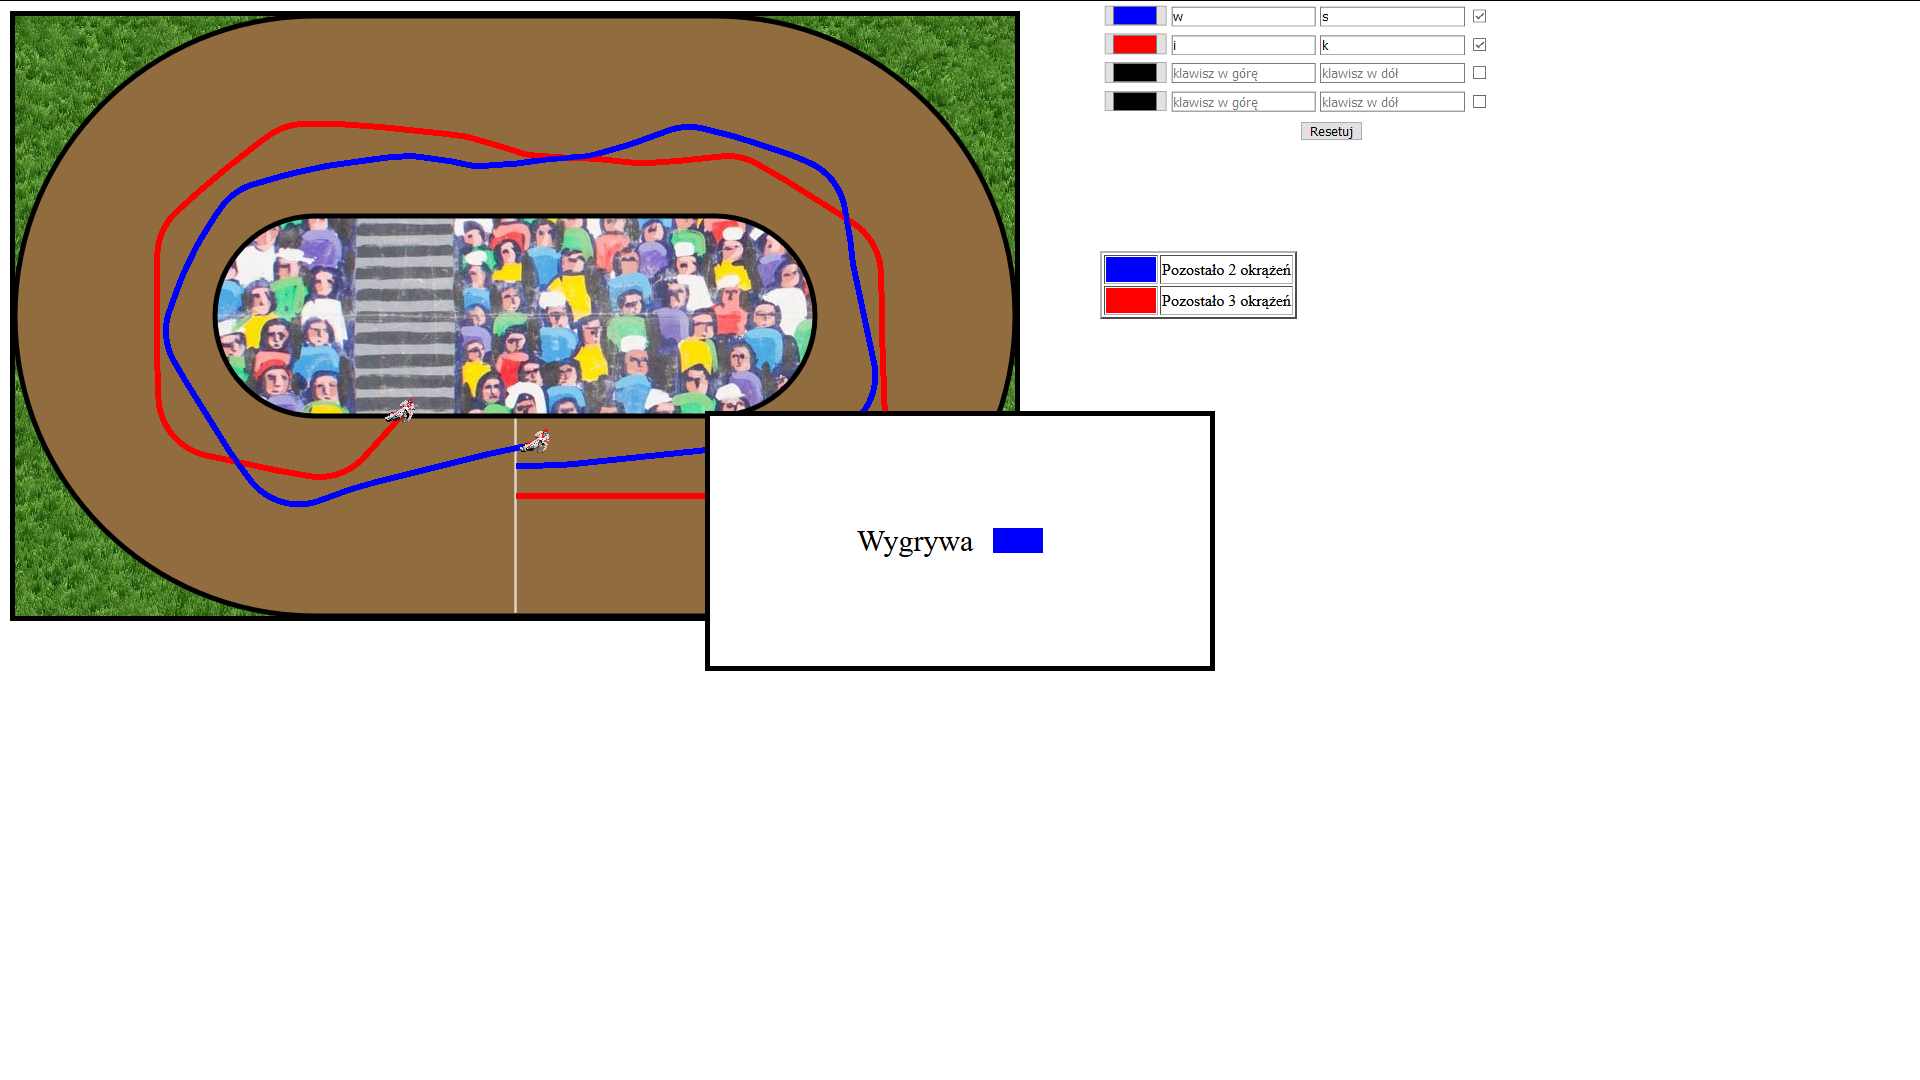 w s
i k
klawisz w górę klawisz w dół
klawisz w górę klawisz w dół
Resetuj
Pozostało 2 okrążeń
Pozostało 3 okrążeń
Wygrywa